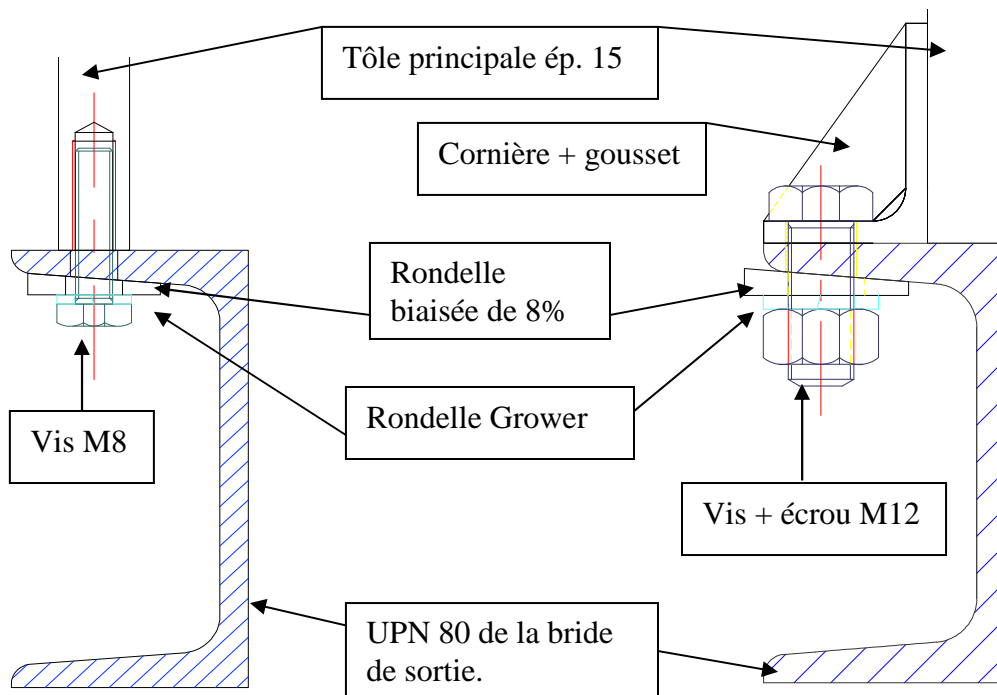 Tôle principale ép. 15
Cornière + gousset
Rondelle
biaisée de 8%
Rondelle Grower
Vis M8
Vis + écrou M12
UPN 80 de la bride
de sortie.